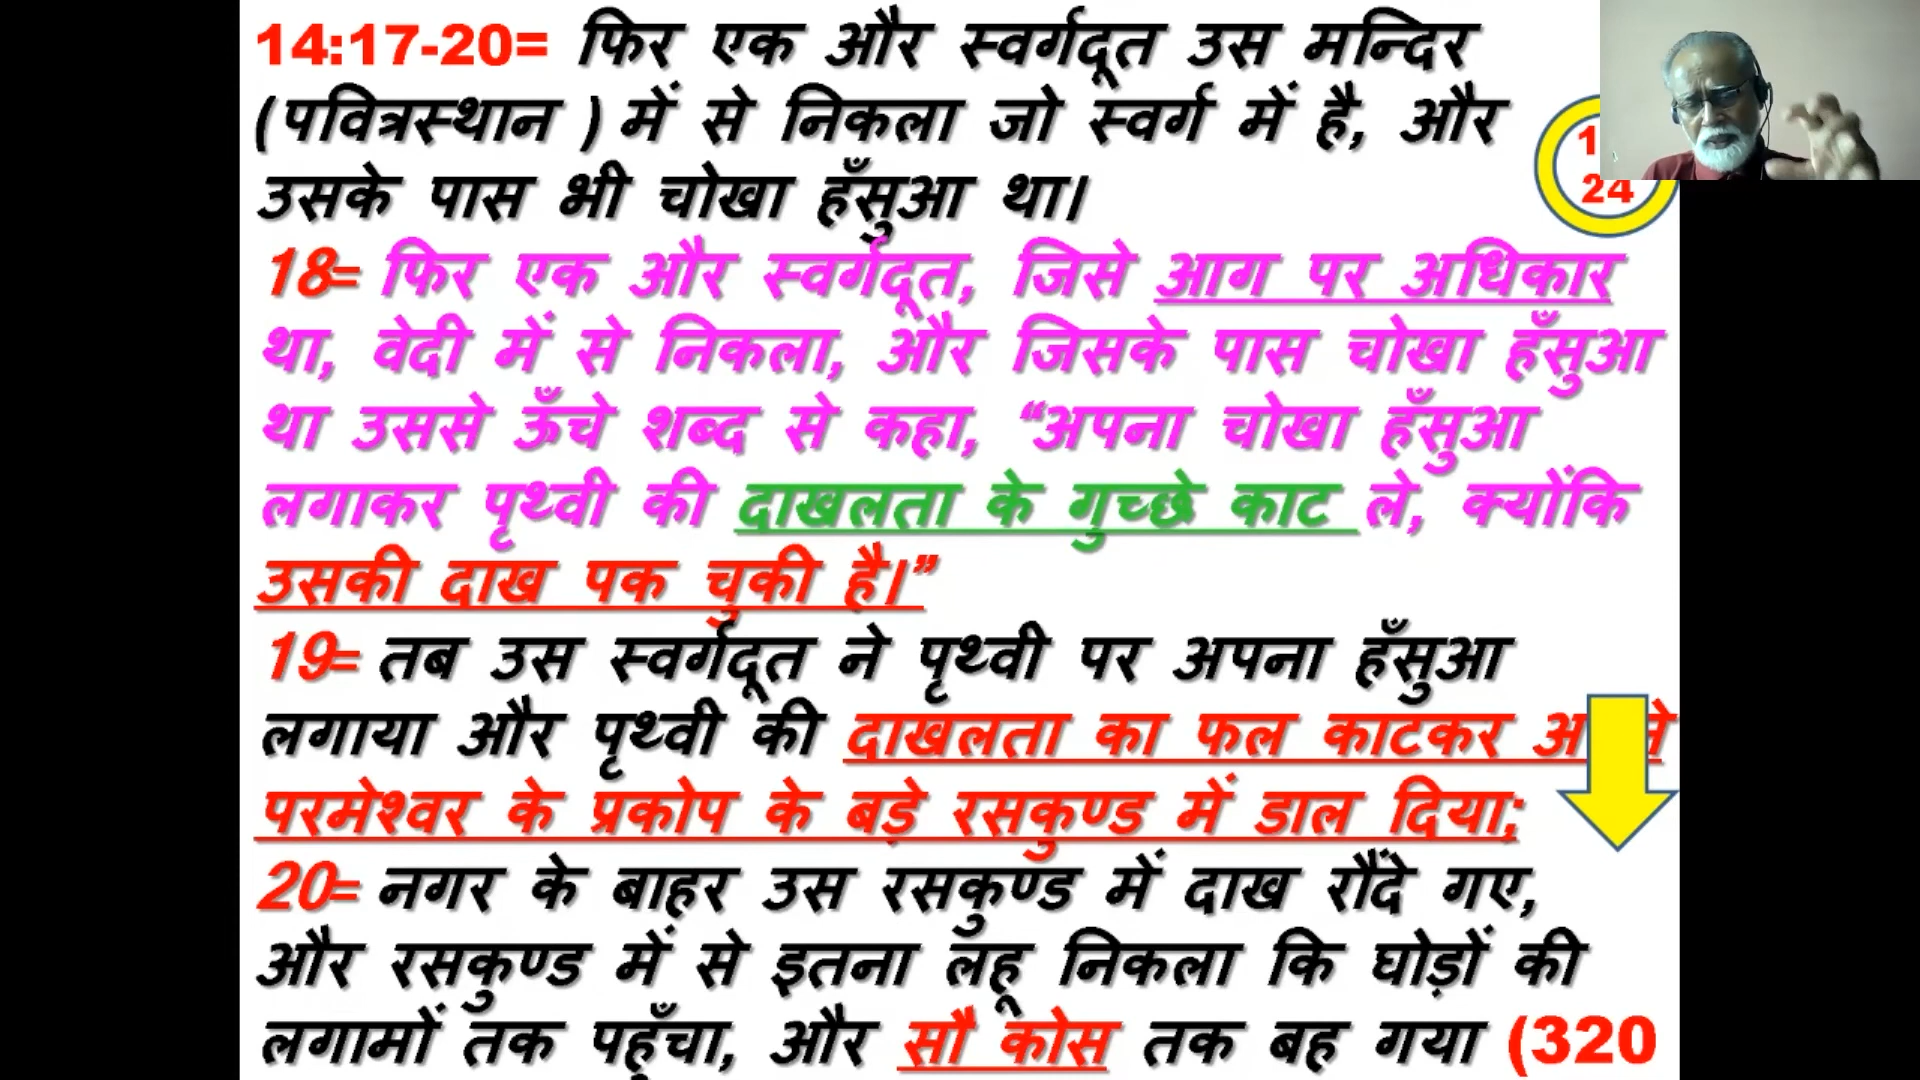 14:17-20= फिर एक और स्वर्गदूत उस मन्दिर
(पवित्रस्थान ) में से निकला जो स्वर्ग में है, और
उसके पास भी चोखा हँसुआ था।
24
18= फिर एक और स्वर्गदूत, जिसे आग पर अधिकार
था, वेदी में से निकला, और जिसके पास चोखा हँसुआ
था उससे ऊँचे शब्द से कहा, “अपना चोखा हँसुआ
लगाकर पृथ्वी की दाखलता के गुच्छे काट ले, क्योंकि
उसकी दाख पक चुकी है।”
19= तब उस स्वर्गदूत ने पृथ्वी पर अपना हँसुआ
लगाया और पृथ्वी की दाखलता का फल काटकर
परमेश्वर के प्रकोप के बड़े रसकुण्ड में डाल दिया;
20= नगर के बाहर उस रसकुण्ड में दाख रौंदे गए,
और रसकुण्ड में से इतना लहू निकला कि घोड़ों की
लगामों तक पहुँचा, और सौ कोस तक बह गया (320